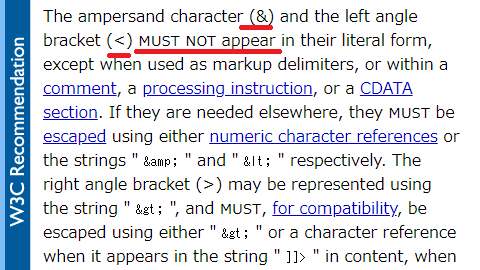 W3C Recommendation
The ampersand character (&) and the left angle
bracket (<) MUST NOT appear in their literal form,
except when used as markup delimiters, or within a
comment, a processing instruction, or a CDATA
section. If they are needed elsewhere, they MUST be
escaped using either numeric character references or
the strings " &amp; " and " &lt; " respectively. The
right angle bracket (>) may be represented using
the string " &gt; ", and MUST, for compatibility, be
escaped using either " &gt; " or a character reference
when it appears in the string " ]]> " in content, when